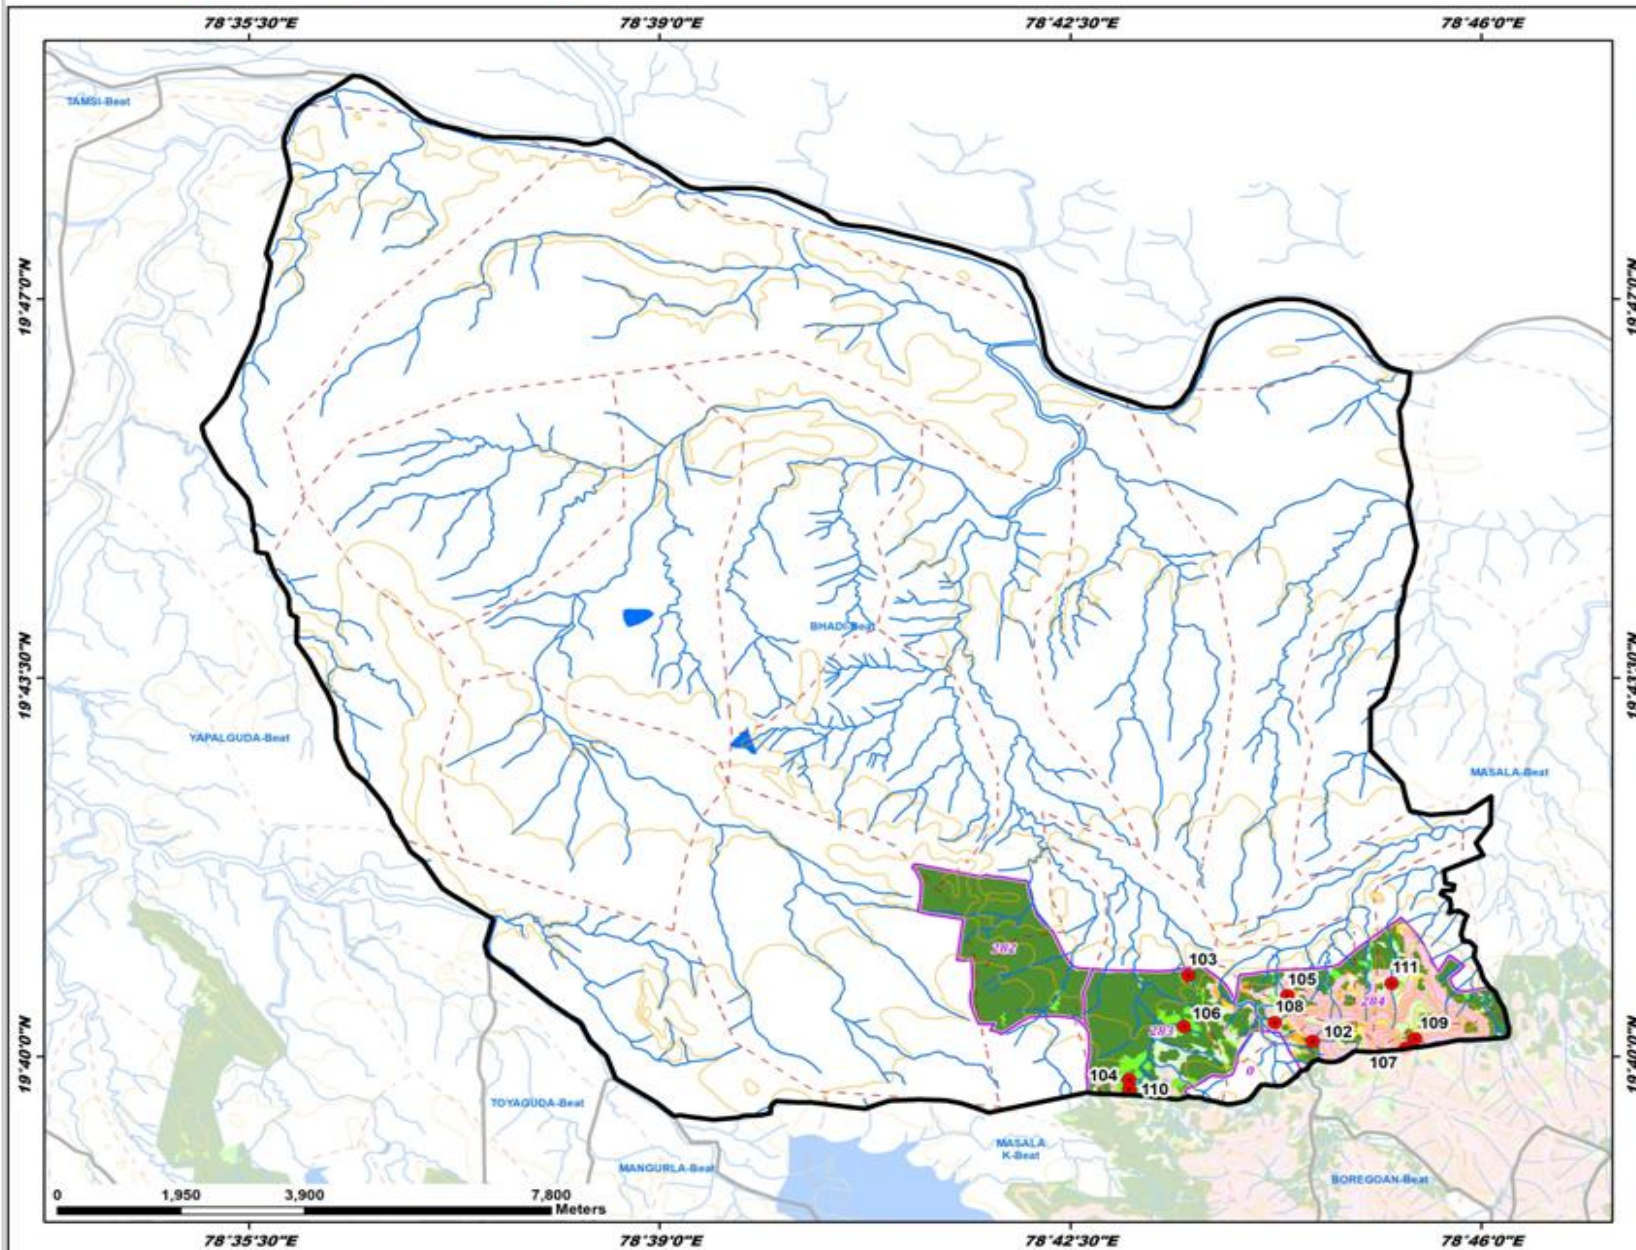 78°35'30"E 78°39'0"E 78°42'30"E 78°46'0"E
TAMSI-Beat
19°47'0"N 19°47'0"N
BHADI-Beat
19°43'30"N 19°43'30"N
YAPALGUDA-Beat
MASALA-Beat
282
103
111
105
284
108
106
283
102
109
107
19°40'0"N 19°40'0"N
0
104
110
TOYAGUDA-Beat
MASALA
K-Beat
MANGURLA-Beat
BOREGOAN-Beat
0 1,950 3,900 7,800
Meters
78°35'30"E 78°39'0"E 78°42'30"E 78°46'0"E